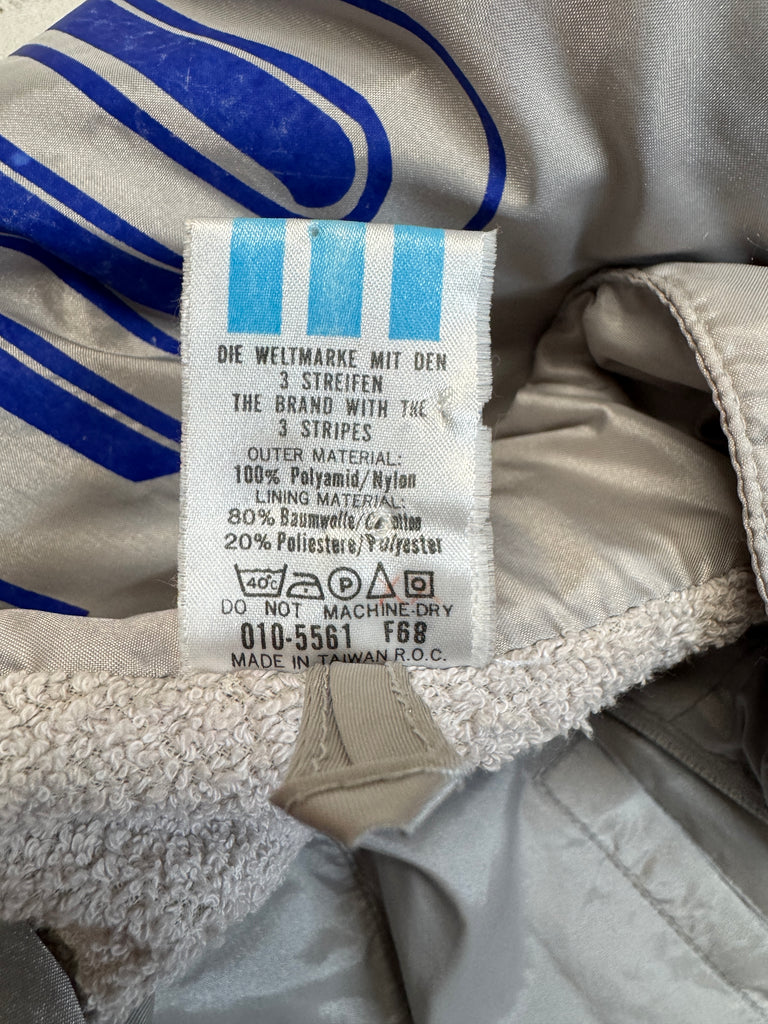 DIE WELTMARKE MIT DEN
3 STREIFEN
THE BRAND WITH THE
3 STRIPES
OUTER MATERIAL:
100% Polyamid/Nylon
LINING MATERIAL:
80% Baumwolle/Cotton
20% Poliestere/Polyester
40°C P
DO NOT MACHINE-DRY
010-5561 F68
MADE IN TAIWAN R.O.C.